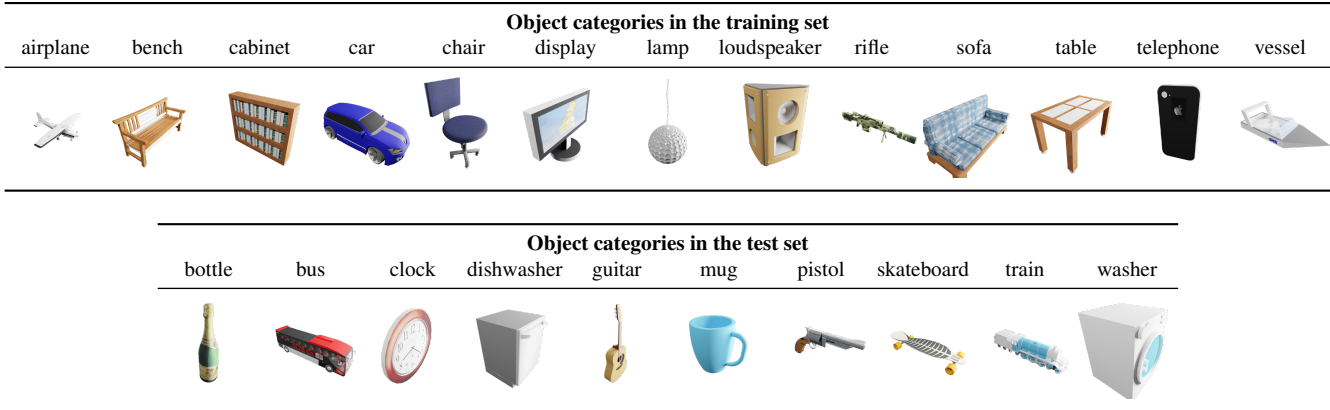 Object categories in the training set
airplane bench cabinet car chair display lamp loudspeaker rifle sofa table telephone vessel
Object categories in the test set
bottle bus clock dishwasher guitar mug pistol skateboard train washer